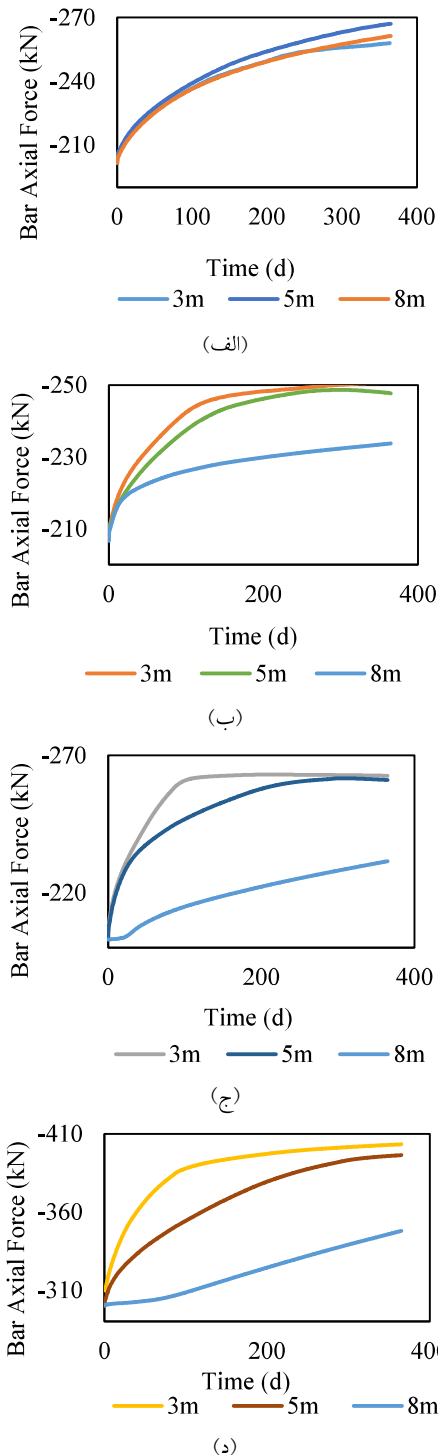 Bar Axial Force (kN)
-270
-240
-210
0 100 200 300 400
Time (d)
3m 5m 8m
(الف)
Bar Axial Force (kN)
-250
-230
-210
0 200 400
Time (d)
3m 5m 8m
(ب)
Bar Axial Force (kN)
-270
-220
0 200 400
Time (d)
3m 5m 8m
(ج)
Bar Axial Force (kN)
-410
-360
-310
0 200 400
Time (d)
3m 5m 8m
(د)